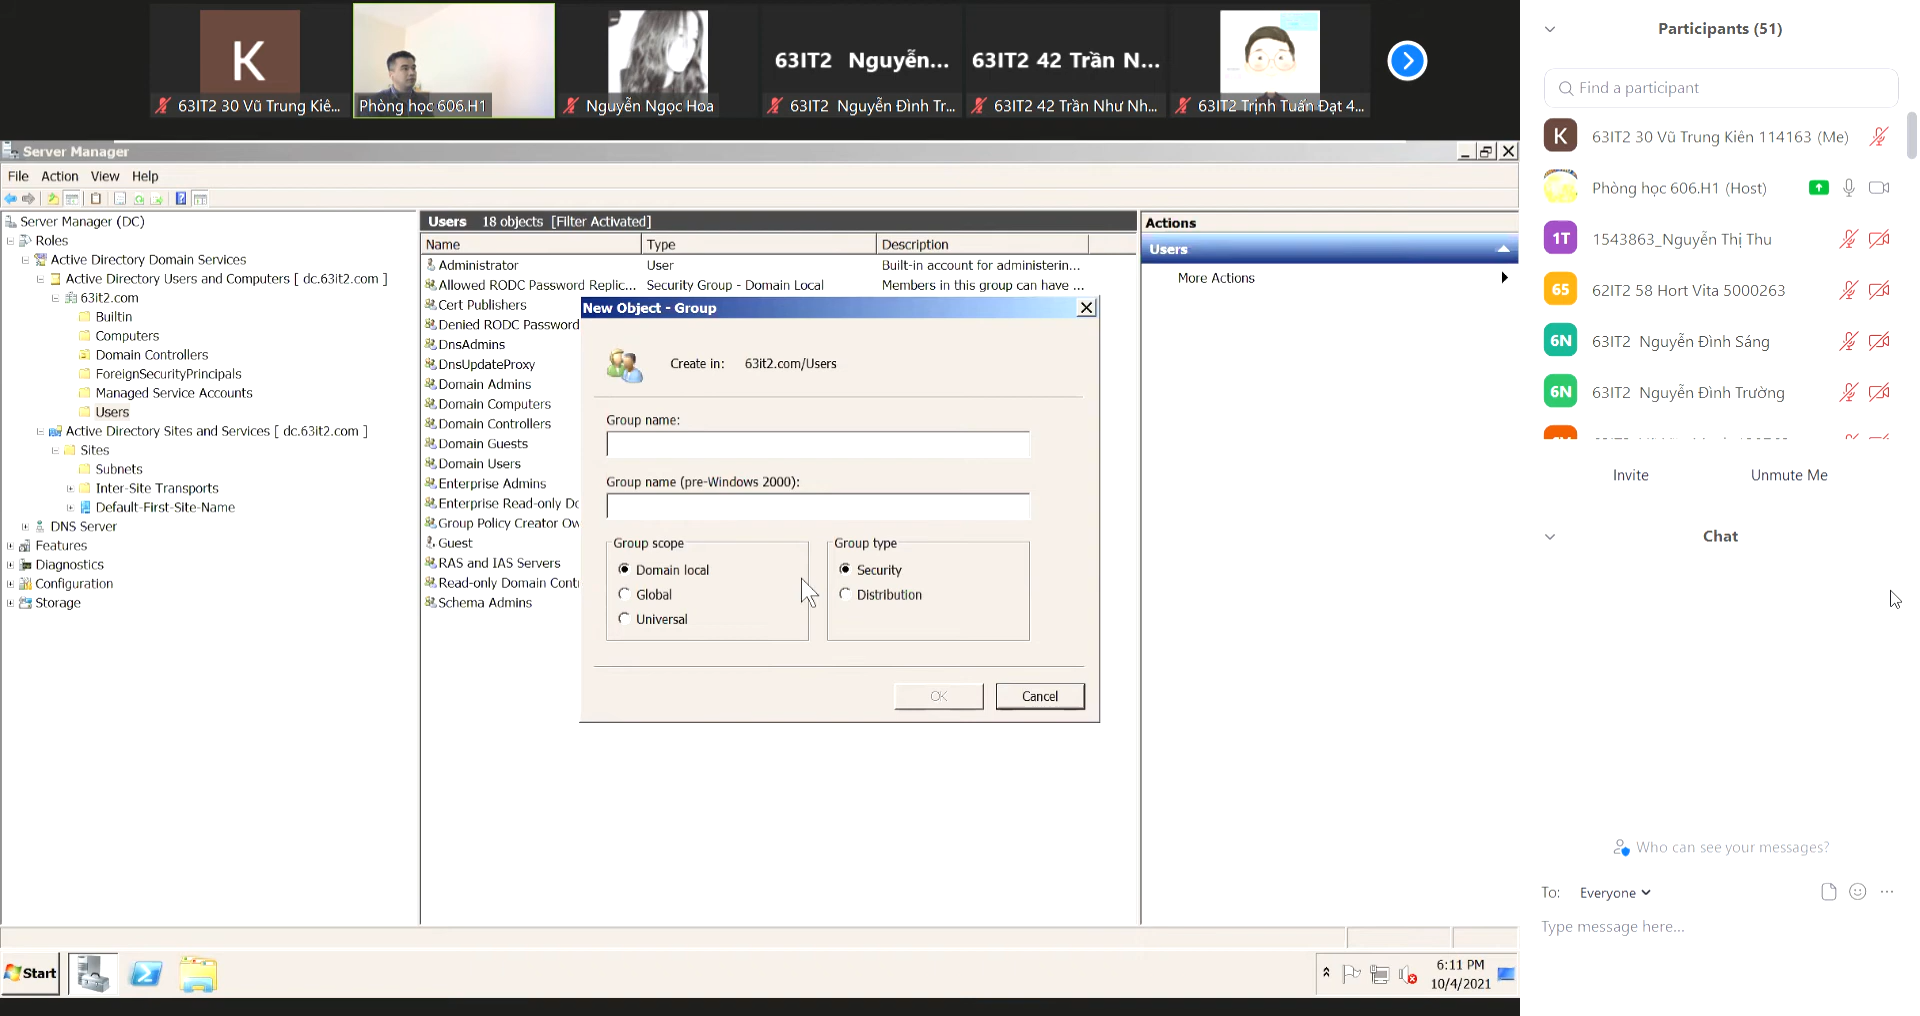 K
63IT2 30 Vũ Trung Kiê...
Phòng học 606.H1
Nguyễn Ngọc Hoa
63IT2 Nguyễn...
63IT2 Nguyễn Đình Tr...
63IT2 42 Trần N...
63IT2 42 Trần Như Nh...
63IT2 Trịnh Tuấn Đạt 4...
Server Manager
File Action View Help
Server Manager (DC)
Roles
Active Directory Domain Services
Active Directory Users and Computers [ dc.63it2.com ]
63it2.com
Builtin
Computers
Domain Controllers
ForeignSecurityPrincipals
Managed Service Accounts
Users
Active Directory Sites and Services [ dc.63it2.com ]
Sites
Subnets
Inter-Site Transports
Default-First-Site-Name
DNS Server
Features
Diagnostics
Configuration
Storage
Users 18 objects [Filter Activated]
Name Type Description
Administrator User Built-in account for administerin...
Allowed RODC Password Replic... Security Group - Domain Local Members in this group can have ...
Cert Publishers
Denied RODC Password
DnsAdmins
DnsUpdateProxy
Domain Admins
Domain Computers
Domain Controllers
Domain Guests
Domain Users
Enterprise Admins
Enterprise Read-only Do
Group Policy Creator Ow
Guest
RAS and IAS Servers
Read-only Domain Cont
Schema Admins
New Object - Group
Create in: 63it2.com/Users
Group name:
Group name (pre-Windows 2000):
Group scope
Domain local
Global
Universal
Group type
Security
Distribution
OK
Cancel
Actions
Users
More Actions
Start
6:11 PM
10/4/2021
Participants (51)
Find a participant
K 63IT2 30 Vũ Trung Kiên 114163 (Me)
Phòng học 606.H1 (Host)
1T 1543863_Nguyễn Thị Thu
65 62IT2 58 Hort Vita 5000263
6N 63IT2 Nguyễn Đình Sáng
6N 63IT2 Nguyễn Đình Trường
Invite
Unmute Me
Chat
Who can see your messages?
To: Everyone
Type message here...